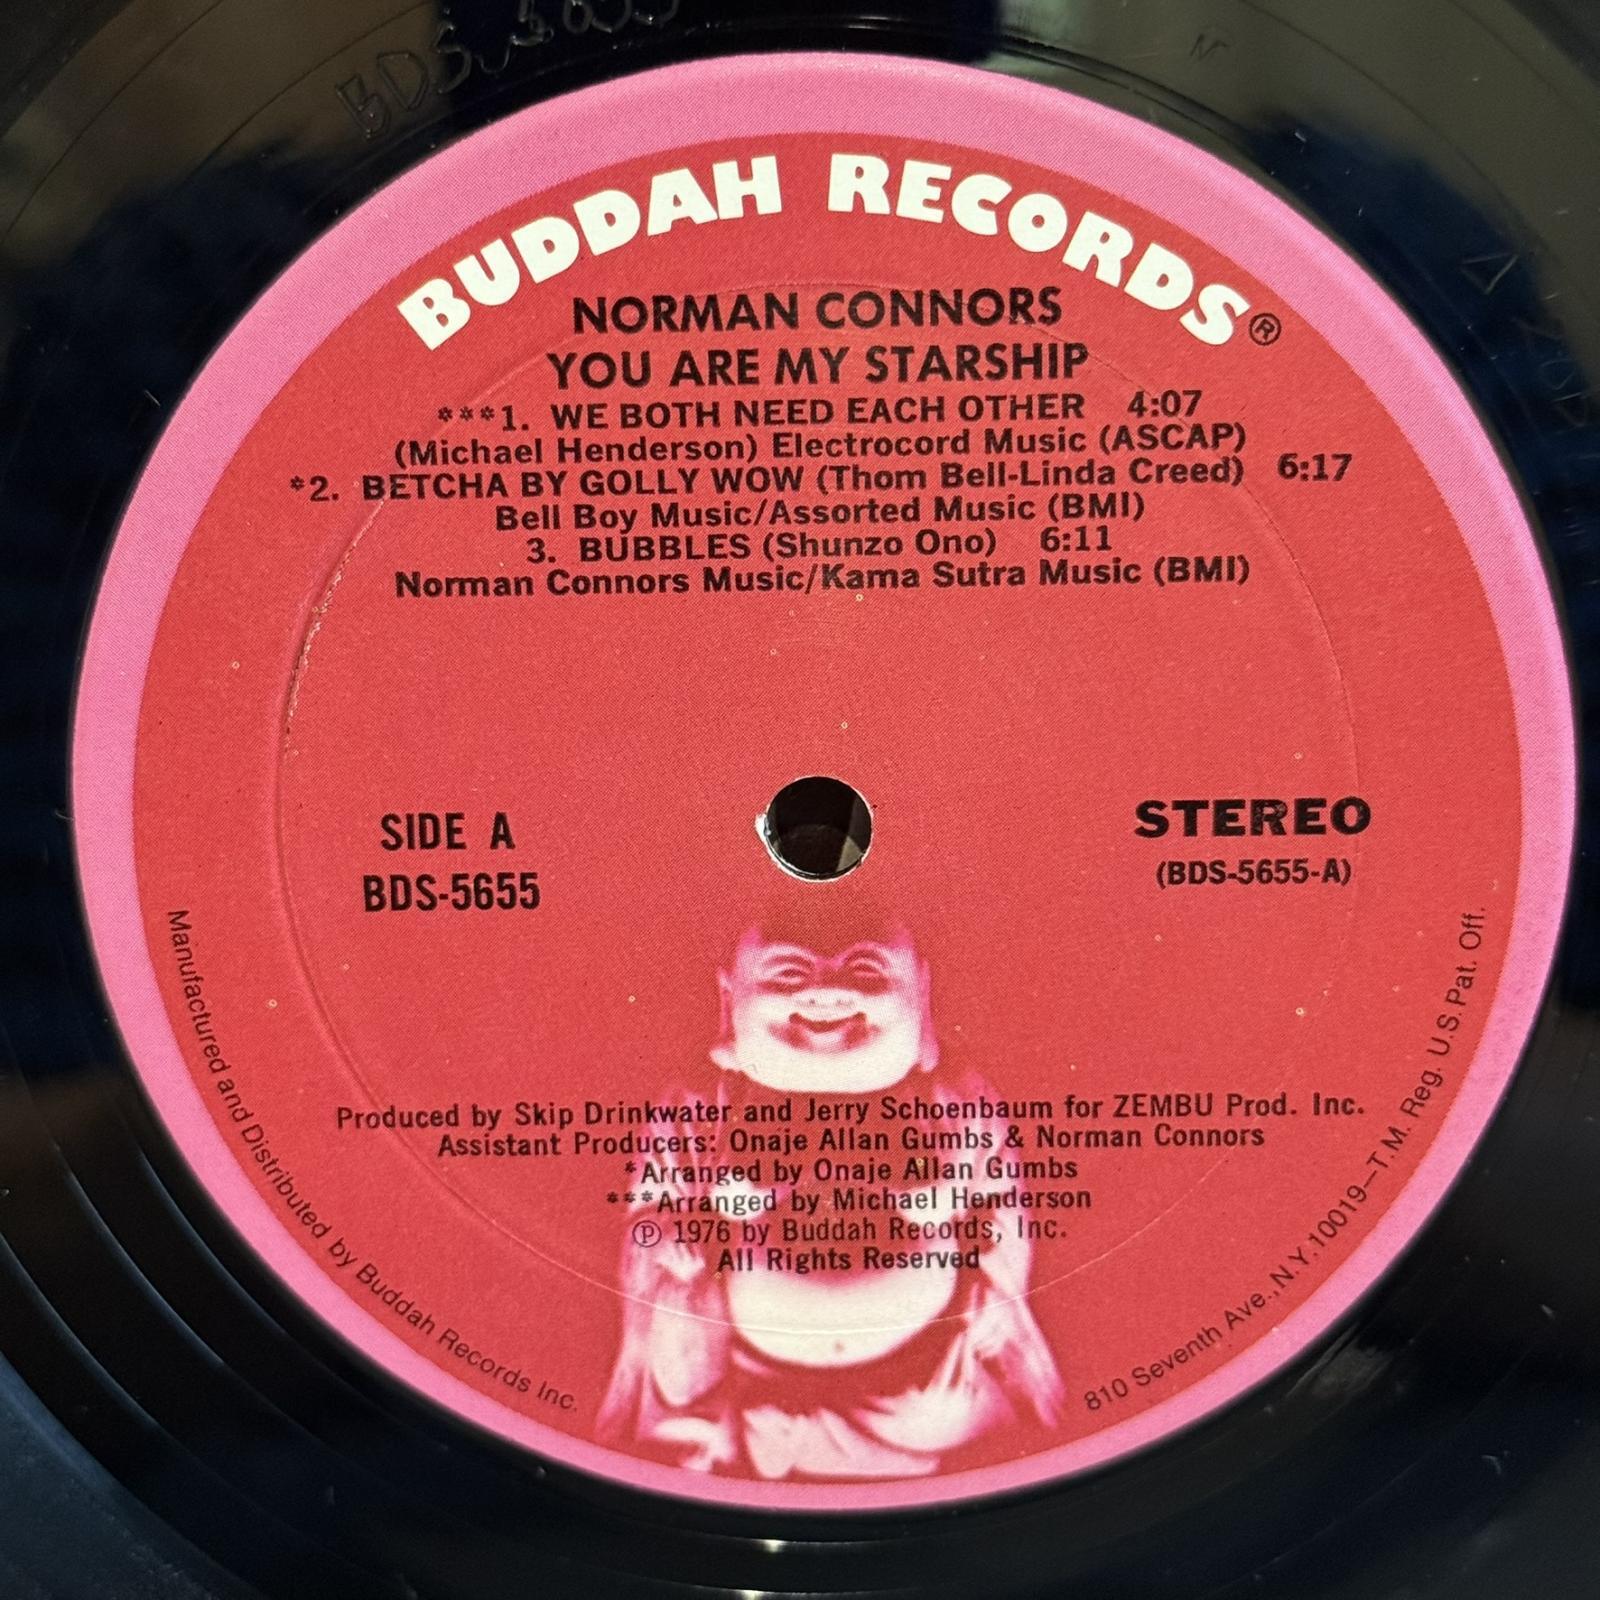 BUDDAH RECORDS®
NORMAN CONNORS
YOU ARE MY STARSHIP
***1. WE BOTH NEED EACH OTHER 4:07
(Michael Henderson) Electrocord Music (ASCAP)
*2. BETCHA BY GOLLY WOW (Thom Bell-Linda Creed) 6:17
Bell Boy Music/Assorted Music (BMI)
3. BUBBLES (Shunzo Ono) 6:11
Norman Connors Music/Kama Sutra Music (BMI)
SIDE A
BDS-5655
STEREO
(BDS-5655-A)
Produced by Skip Drinkwater and Jerry Schoenbaum for ZEMBU Prod. Inc.
Assistant Producers: Onaje Allan Gumbs & Norman Connors
*Arranged by Onaje Allan Gumbs
***Arranged by Michael Henderson
℗ 1976 by Buddah Records, Inc.
All Rights Reserved
Manufactured and Distributed by Buddah Records Inc.
810 Seventh Ave., N.Y. 10019—T.M. Reg. U.S. Pat. Off.